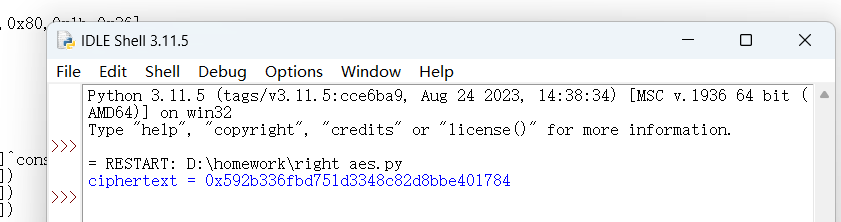 ,0x80,0x1b,0x36]
IDLE Shell 3.11.5
File Edit Shell Debug Options Window Help
Python 3.11.5 (tags/v3.11.5:cce6ba9, Aug 24 2023, 14:38:34) [MSC v.1936 64 bit (
AMD64)] on win32
Type "help", "copyright", "credits" or "license()" for more information.
>>>
= RESTART: D:\homework\right aes.py
]^cons
ciphertext = 0x592b336fbd751d3348c82d8bbe401784
])
>>>
])
])